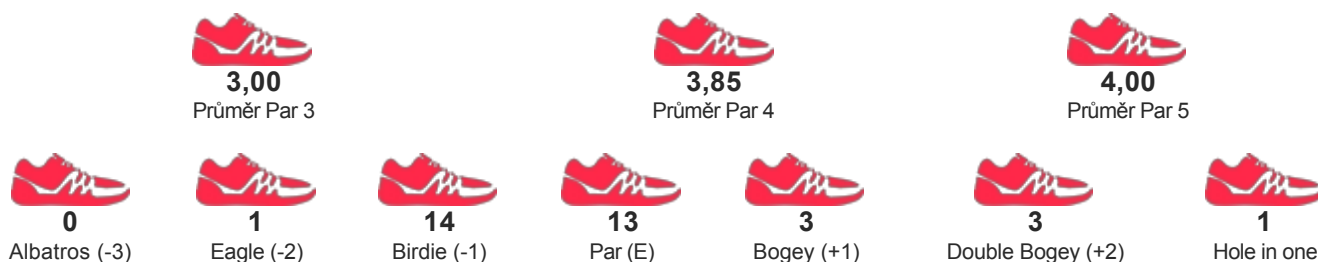 3,00
Průměr Par 3
3,85
Průměr Par 4
4,00
Průměr Par 5
0
Albatros (-3)
1
Eagle (-2)
14
Birdie (-1)
13
Par (E)
3
Bogey (+1)
3
Double Bogey (+2)
1
Hole in one